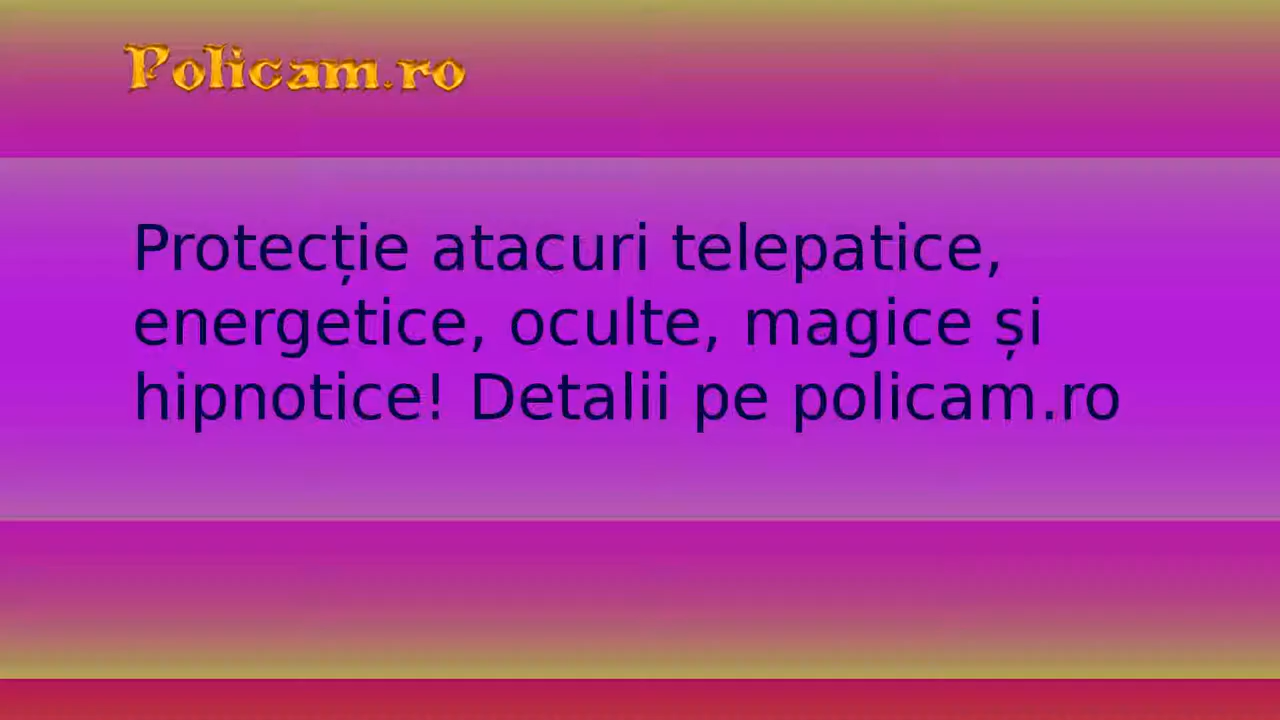 Policam.ro
Protecție atacuri telepatice,
energetice, oculte, magice și
hipnotice! Detalii pe policam.ro